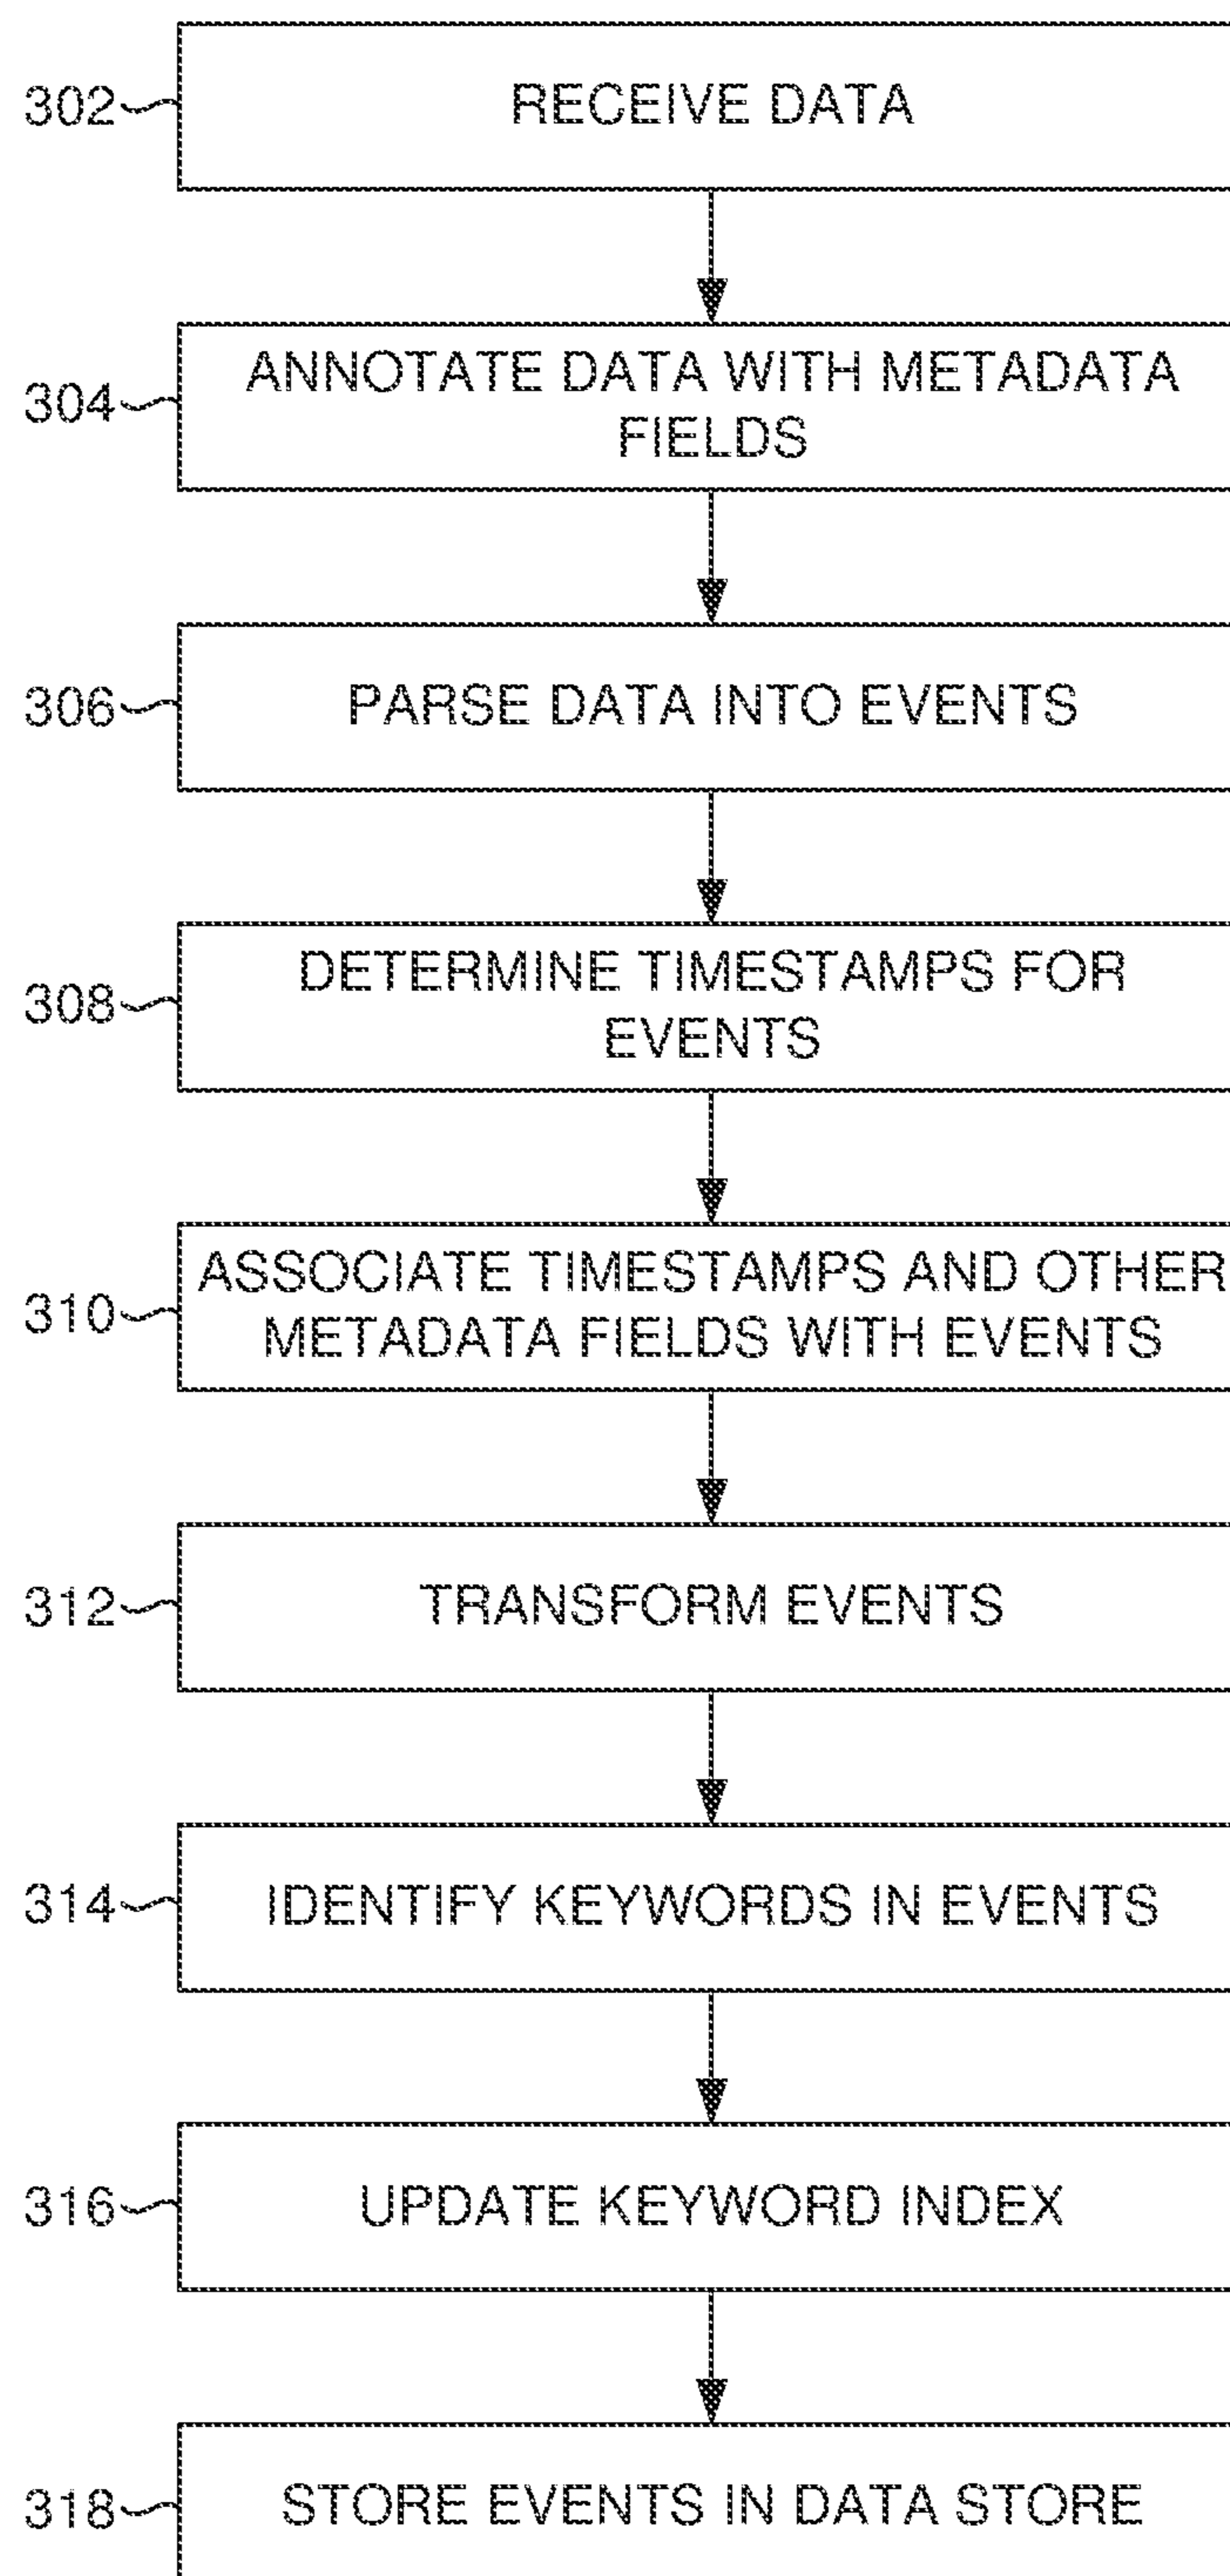 302
RECEIVE DATA
304
ANNOTATE DATA WITH METADATA
FIELDS
306
PARSE DATA INTO EVENTS
308
DETERMINE TIMESTAMPS FOR
EVENTS
310
ASSOCIATE TIMESTAMPS AND OTHER
METADATA FIELDS WITH EVENTS
312
TRANSFORM EVENTS
314
IDENTIFY KEYWORDS IN EVENTS
316
UPDATE KEYWORD INDEX
318
STORE EVENTS IN DATA STORE